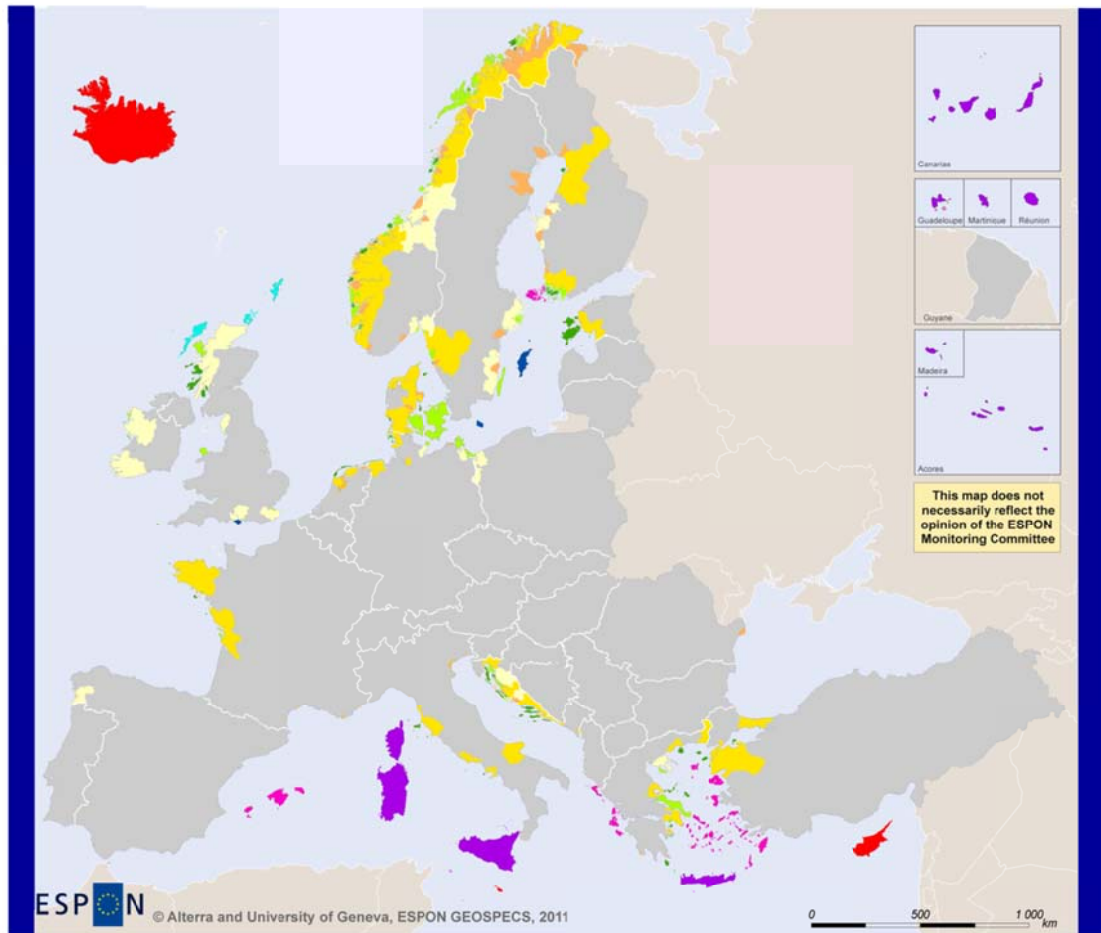 Canarias
Guadeloupe Martinique Réunion
Guyane
Madeira
Acores
This map does not
necessarily reflect the
opinion of the ESPON
Monitoring Committee
ESPON © Alterra and University of Geneva, ESPON GEOSPECS, 2011
0 500 1 000
km